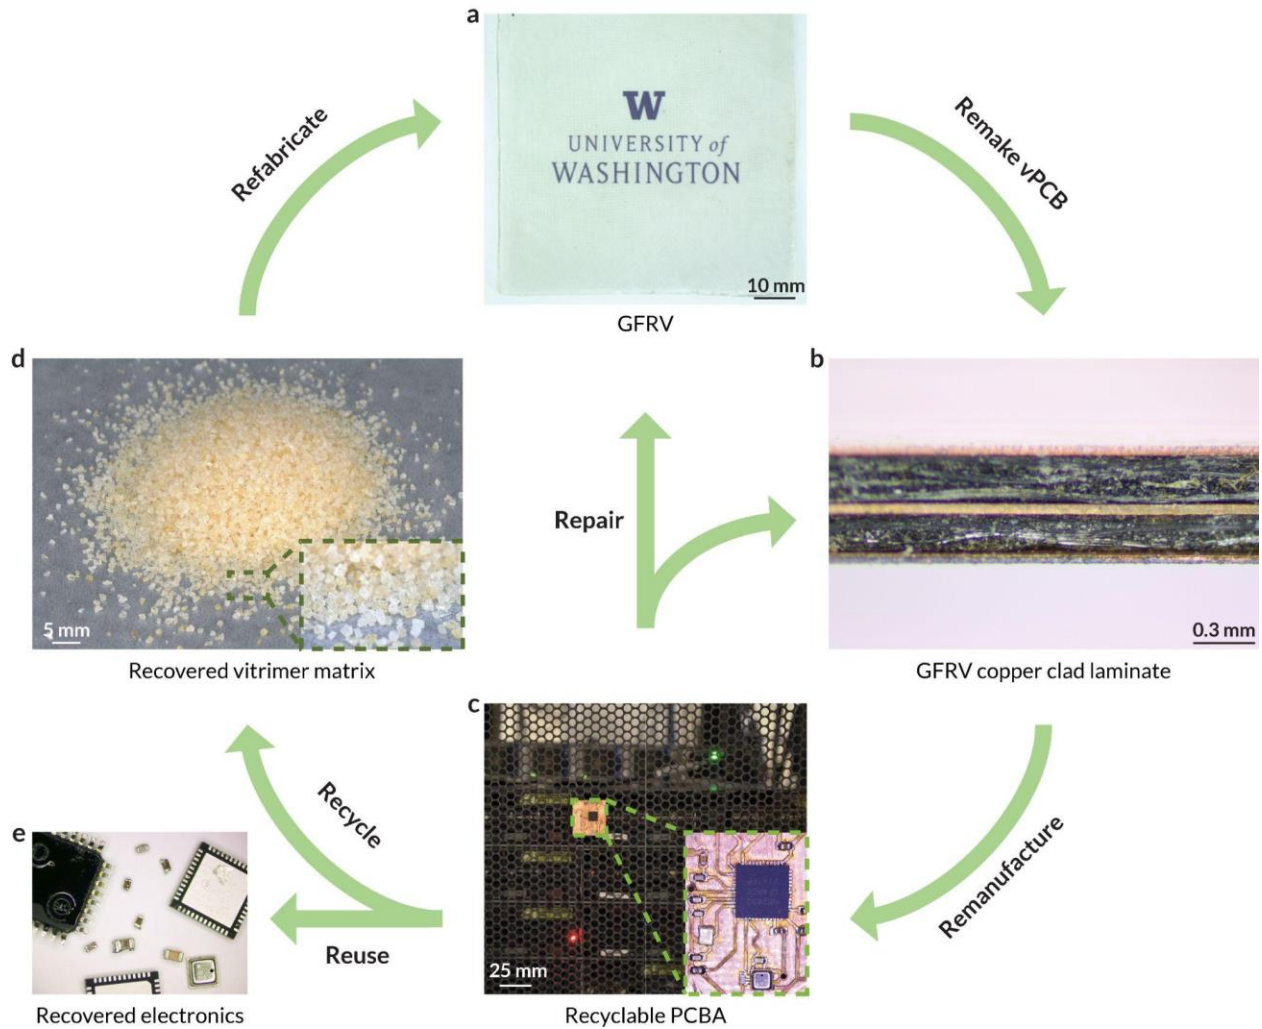 a
W
UNIVERSITY of
WASHINGTON
10 mm
GFRV
Refabricate
Remake vPCB
d
5 mm
Recovered vitrimer matrix
b
0.3 mm
GFRV copper clad laminate
Repair
c
25 mm
Recyclable PCBA
Recycle
Reuse
Remanufacture
e
Recovered electronics